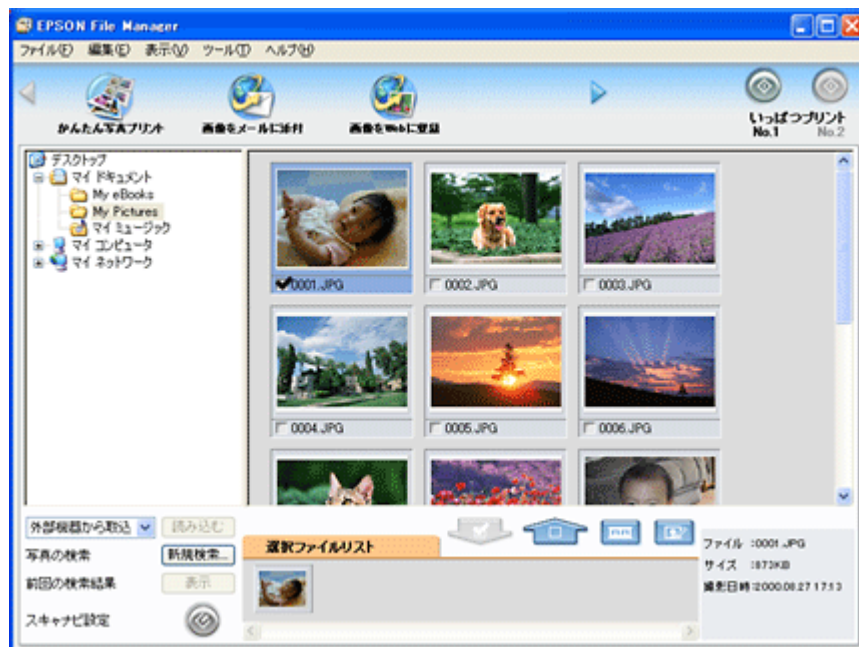 EPSON File Manager
ファイル(F) 編集(E) 表示(V) ツール(T) ヘルプ(H)
かんたん写真プリント 画像をメールに添付 画像をWebに登録
いっぱつプリント
No.1 No.2
デスクトップ
マイ ドキュメント
My eBooks
My Pictures
マイ ミュージック
マイ コンピュータ
マイ ネットワーク
0001.JPG 0002.JPG 0003.JPG
0004.JPG 0005.JPG 0006.JPG
外部機器から取込 読み込む
写真の検索 新規検索...
前回の検索結果 表示
スキャナビ設定
選択ファイルリスト
ファイル :0001.JPG
サイズ :873KB
撮影日時:2000.08.27 17:13